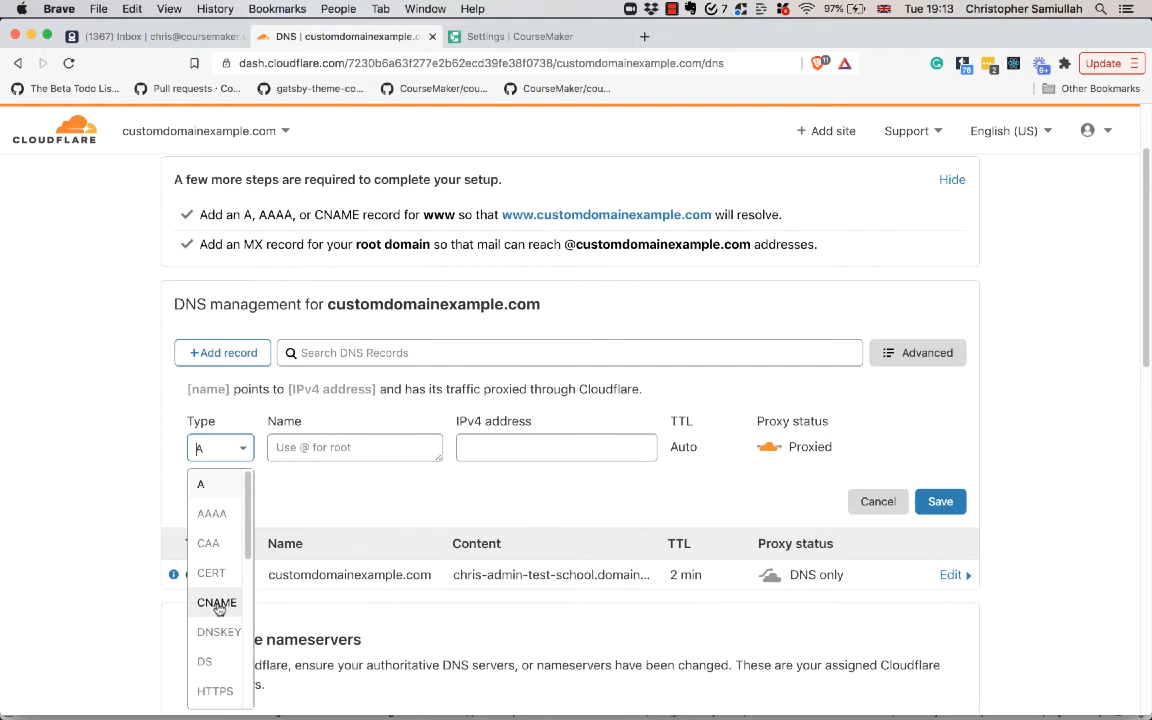 Brave File Edit View History Bookmarks People Tab Window Help 7 97% Tue 19:13 Christopher Samiullah
(1367) Inbox | chris@coursemaker. DNS | customdomainexample.co Settings | CourseMaker
dash.cloudflare.com/7230b6a63f277e2b62ecd39fe38f0738/customdomainexample.com/dns 11 76 2 9+ Update
The Beta Todo Lis... Pull requests · Co... gatsby-theme-co... CourseMaker/cou... CourseMaker/cou... Other Bookmarks
CLOUDFLARE customdomainexample.com + Add site Support English (US)
A few more steps are required to complete your setup. Hide
Add an A, AAAA, or CNAME record for www so that www.customdomainexample.com will resolve.
Add an MX record for your root domain so that mail can reach @customdomainexample.com addresses.
DNS management for customdomainexample.com
+Add record Search DNS Records Advanced
[name] points to [IPv4 address] and has its traffic proxied through Cloudflare.
Type Name IPv4 address TTL Proxy status
A Use @ for root Auto Proxied
A
AAAA
Cancel Save
CAA Name Content TTL Proxy status
CERT customdomainexample.com chris-admin-test-school.domain... 2 min DNS only Edit
CNAME
DNSKEY e nameservers
DS dflare, ensure your authoritative DNS servers, or nameservers have been changed. These are your assigned Cloudflare
s.
HTTPS